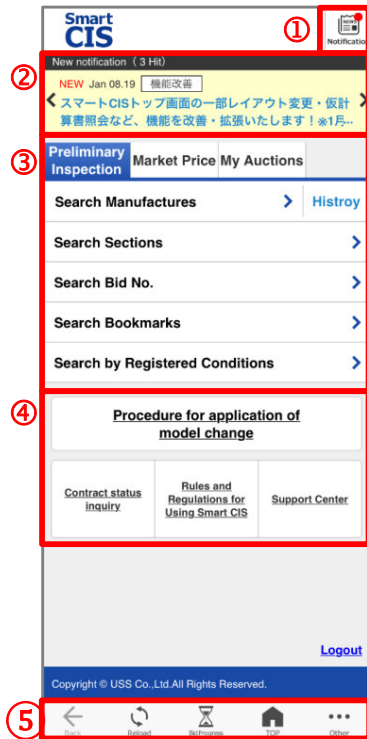 Smart
CIS
①
NEWS
Notificatio
New notification ( 3 Hit)
②
NEW Jan 08.19 機能改善
スマートCISトップ画面の一部レイアウト変更・仮計
算書照会など、機能を改善・拡張いたします!※1月...
③
Preliminary
Inspection Market Price My Auctions
Search Manufactures Histroy
Search Sections
Search Bid No.
Search Bookmarks
Search by Registered Conditions
④
Procedure for application of
model change
Contract status
inquiry
Rules and
Regulations for
Using Smart CIS
Support Center
Logout
Copyright © USS Co.,Ltd.All Rights Reserved.
⑤
Back Reload Bid Progress TOP Other